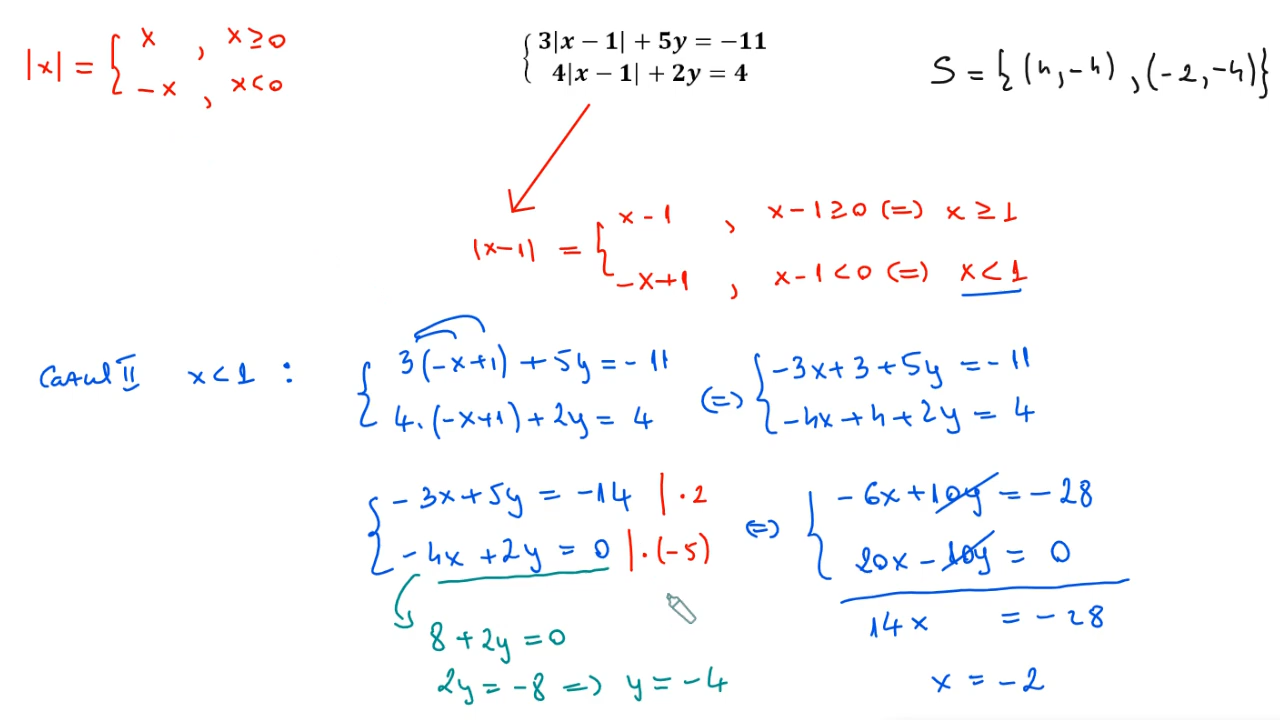 |x| = { x , x ≥ 0
-x , x < 0
{ 3|x − 1| + 5y = −11
4|x − 1| + 2y = 4
S = { (4, -4) , (-2, -4) }
|x-1| = { x - 1 , x - 1 ≥ 0 (=) x ≥ 1
-x+1 , x - 1 < 0 (=) x < 1
Cazul II x < 1 :
{ 3(-x+1) + 5y = -11 (=) { -3x + 3 + 5y = -11
4·(-x+1) + 2y = 4 -4x + 4 + 2y = 4
{ -3x + 5y = -14 | · 2 (=) { -6x + 10y = -28
-4x + 2y = 0 | · (-5) 20x - 10y = 0
14x = -28
8 + 2y = 0
2y = -8 => y = -4
x = -2